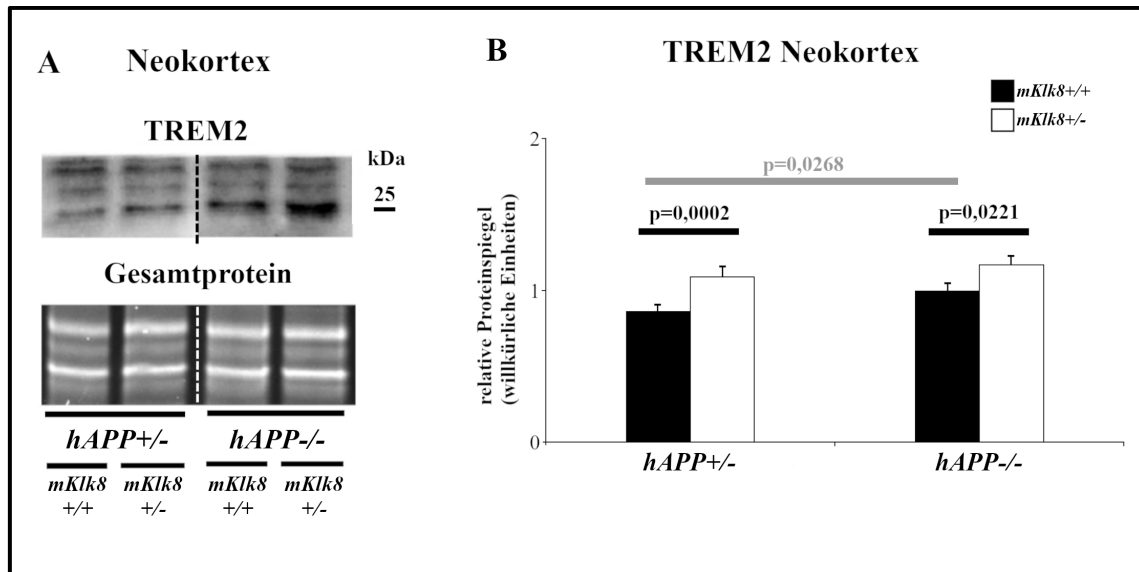 A
Neokortex
TREM2
kDa
25
Gesamtprotein
hAPP+/-
hAPP-/-
mKlk8
+/+
mKlk8
+/-
mKlk8
+/+
mKlk8
+/-
B
TREM2 Neokortex
mKlk8+/+
mKlk8+/-
relative Proteinspiegel
(willkürliche Einheiten)
2
1
0
p=0,0268
p=0,0002
p=0,0221
hAPP+/-
hAPP-/-